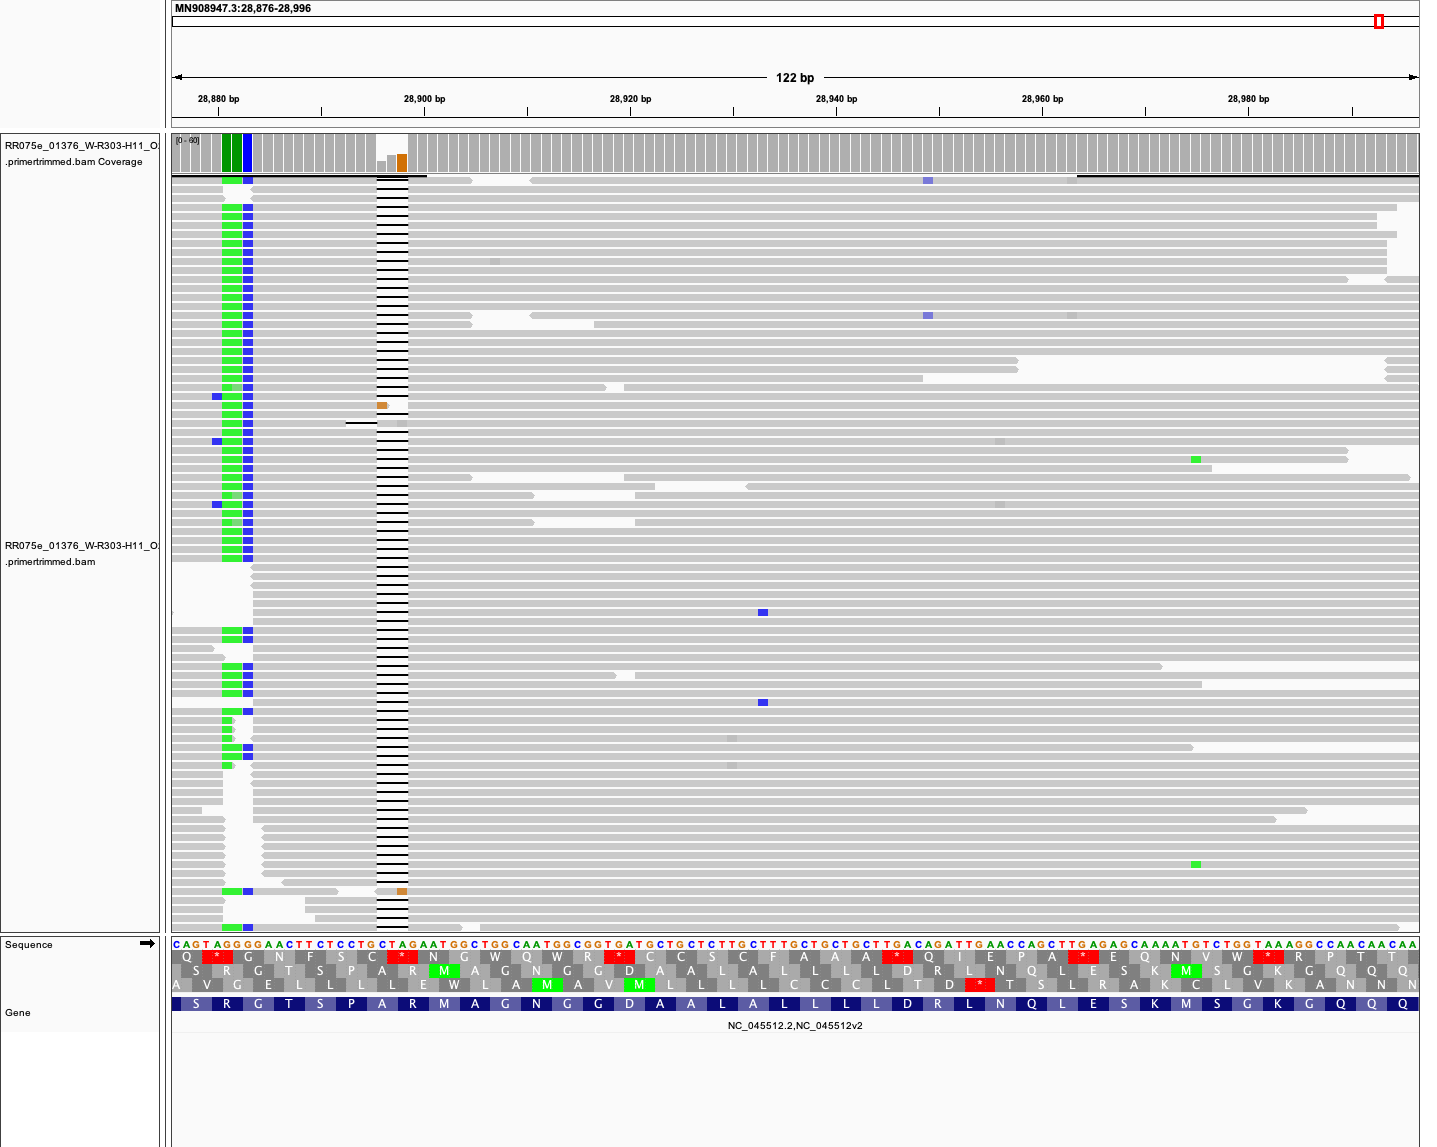 MN908947.3:28,876-28,996
122 bp
28,880 bp 28,900 bp 28,920 bp 28,940 bp 28,960 bp 28,980 bp
RR075e_01376_W-R303-H11_O
.primertrimmed.bam Coverage
[0 - 60]
RR075e_01376_W-R303-H11_O
.primertrimmed.bam
Sequence
C A G T A G G G G A A C T T C T C C T G C T A G A A T G G C T G G C A A T G G C G G T G A T G C T G C T C T T G C T T T G C T G C T G C T T G A C A G A T T G A A C C A G C T T G A G A G C A A A A T G T C T G G T A A A G G C C A A C A A C A A
Q * G N F S C * N G W Q W R * C C S C F A A A * Q I E P A * E Q N V W * R P T T
S R G T S P A R M A G N G G D A A L A L L L L D R L N Q L E S K M S G K G Q Q Q
A V G E L L L L E W L A M A V M L L L L C C C L T D * T S L R A K C L V K A N N N
Gene
S R G T S P A R M A G N G G D A A L A L L L L D R L N Q L E S K M S G K G Q Q Q
NC_045512.2,NC_045512v2